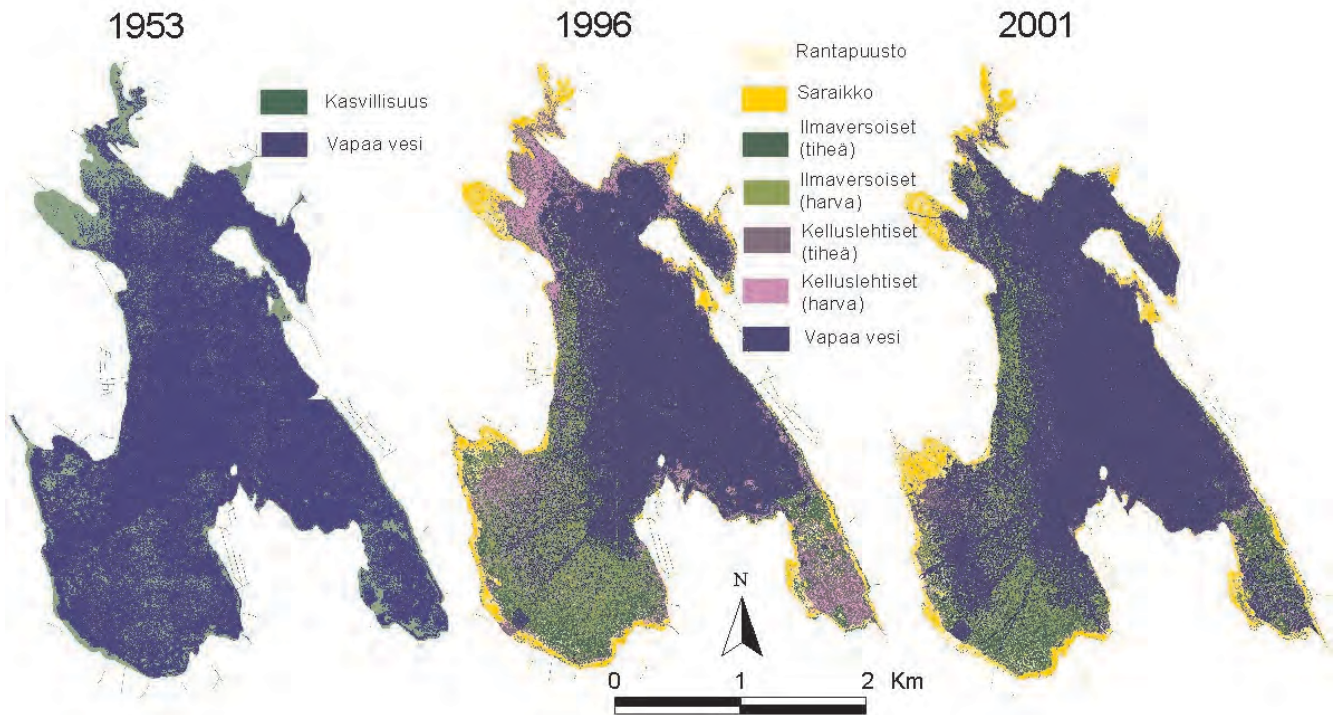 1953
Kasvillisuus
Vapaa vesi
1996
Rantapuusto
Saraikko
Ilmaversoiset
(tiheä)
Ilmaversoiset
(harva)
Kelluslehtiset
(tiheä)
Kelluslehtiset
(harva)
Vapaa vesi
2001
N
0 1 2 Km